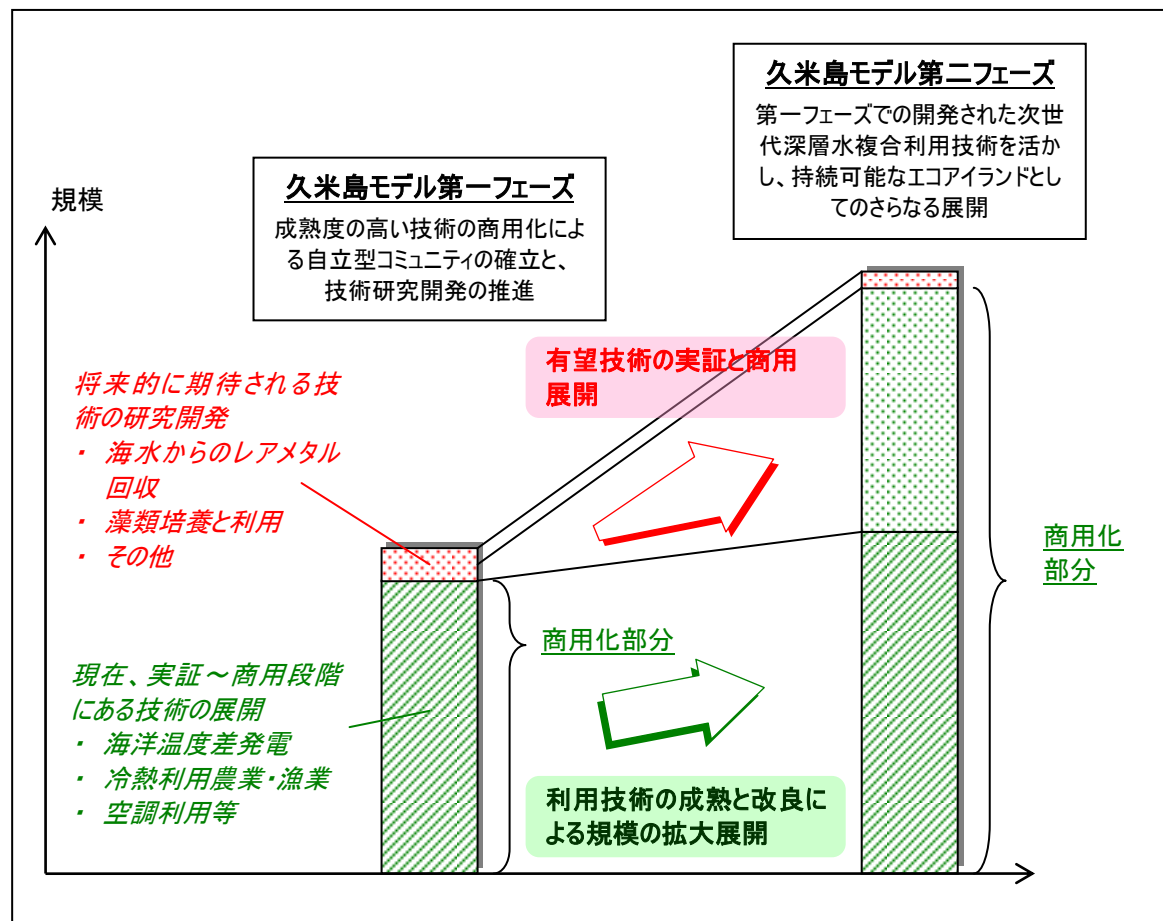 久米島モデル第二フェーズ
第一フェーズでの開発された次世
代深層水複合利用技術を活か
し、持続可能なエコアイランドとし
てのさらなる展開
久米島モデル第一フェーズ
成熟度の高い技術の商用化によ
る自立型コミュニティの確立と、
技術研究開発の推進
規模
有望技術の実証と商用
展開
将来的に期待される技
術の研究開発
・ 海水からのレアメタル
回収
・ 藻類培養と利用
・ その他
商用化
部分
商用化部分
現在、実証～商用段階
にある技術の展開
・ 海洋温度差発電
・ 冷熱利用農業・漁業
・ 空調利用等
利用技術の成熟と改良に
よる規模の拡大展開